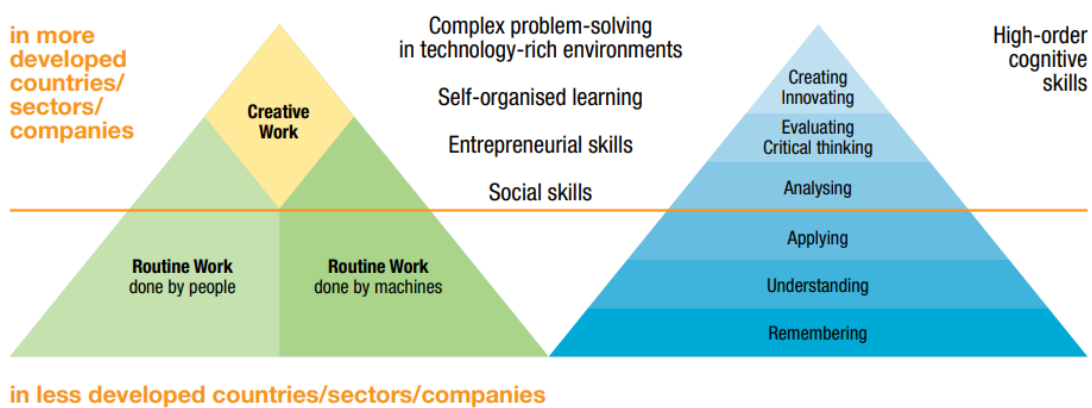 in more
developed
countries/
sectors/
companies
Creative
Work
Routine Work
done by people
Routine Work
done by machines
Complex problem-solving
in technology-rich environments
Self-organised learning
Entrepreneurial skills
Social skills
Creating
Innovating
Evaluating
Critical thinking
Analysing
Applying
Understanding
Remembering
High-order
cognitive
skills
in less developed countries/sectors/companies